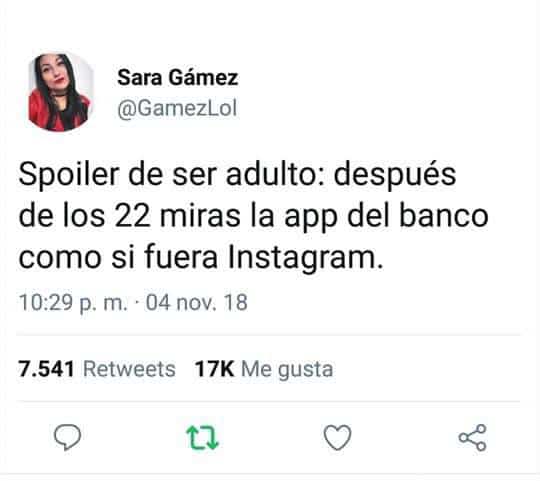 Sara Gámez
@GamezLol
Spoiler de ser adulto: después
de los 22 miras la app del banco
como si fuera Instagram.
10:29 p. m. · 04 nov. 18
7.541 Retweets 17K Me gusta